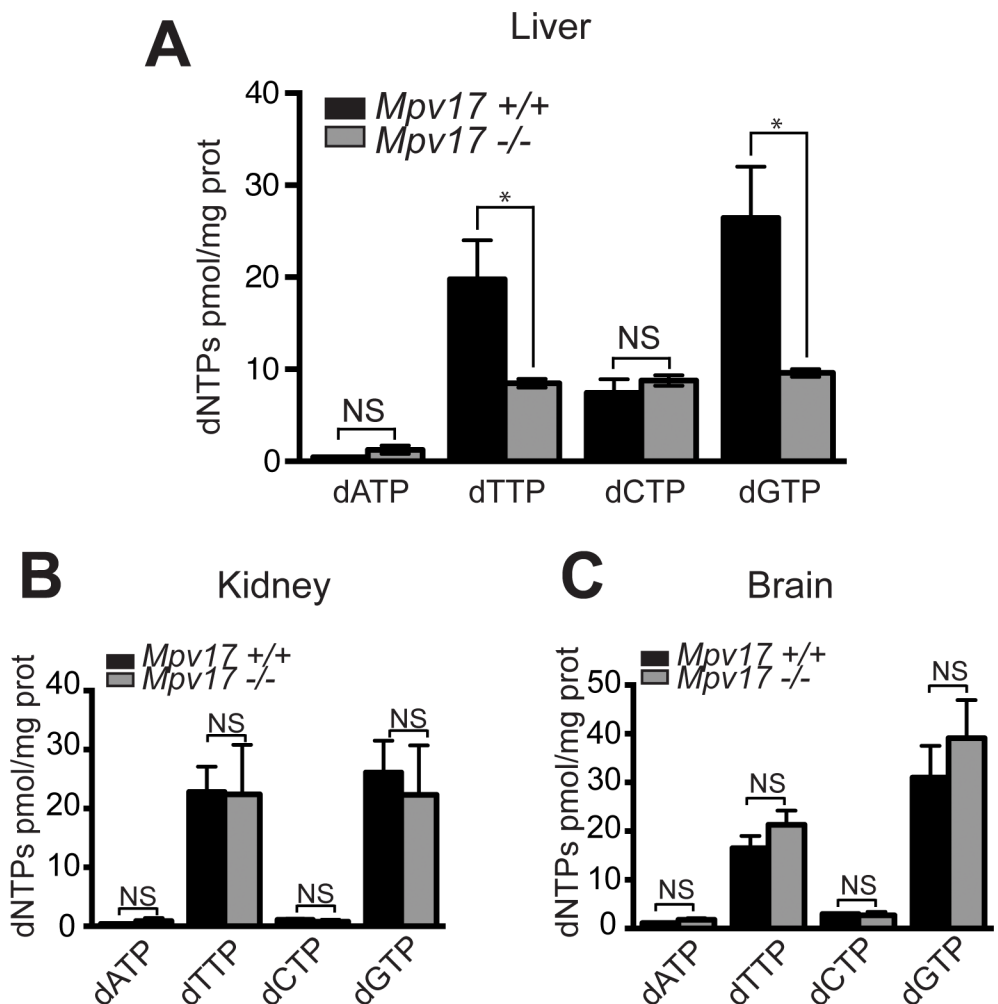 A
Liver
Mpv17 +/+
Mpv17 -/-
dNTPs pmol/mg prot
40
30
20
10
0
NS
*
NS
*
dATP
dTTP
dCTP
dGTP
B
Kidney
Mpv17 +/+
Mpv17 -/-
dNTPs pmol/mg prot
40
30
20
10
0
NS
NS
NS
NS
dATP
dTTP
dCTP
dGTP
C
Brain
Mpv17 +/+
Mpv17 -/-
dNTPs pmol/mg prot
50
40
30
20
10
0
NS
NS
NS
NS
dATP
dTTP
dCTP
dGTP